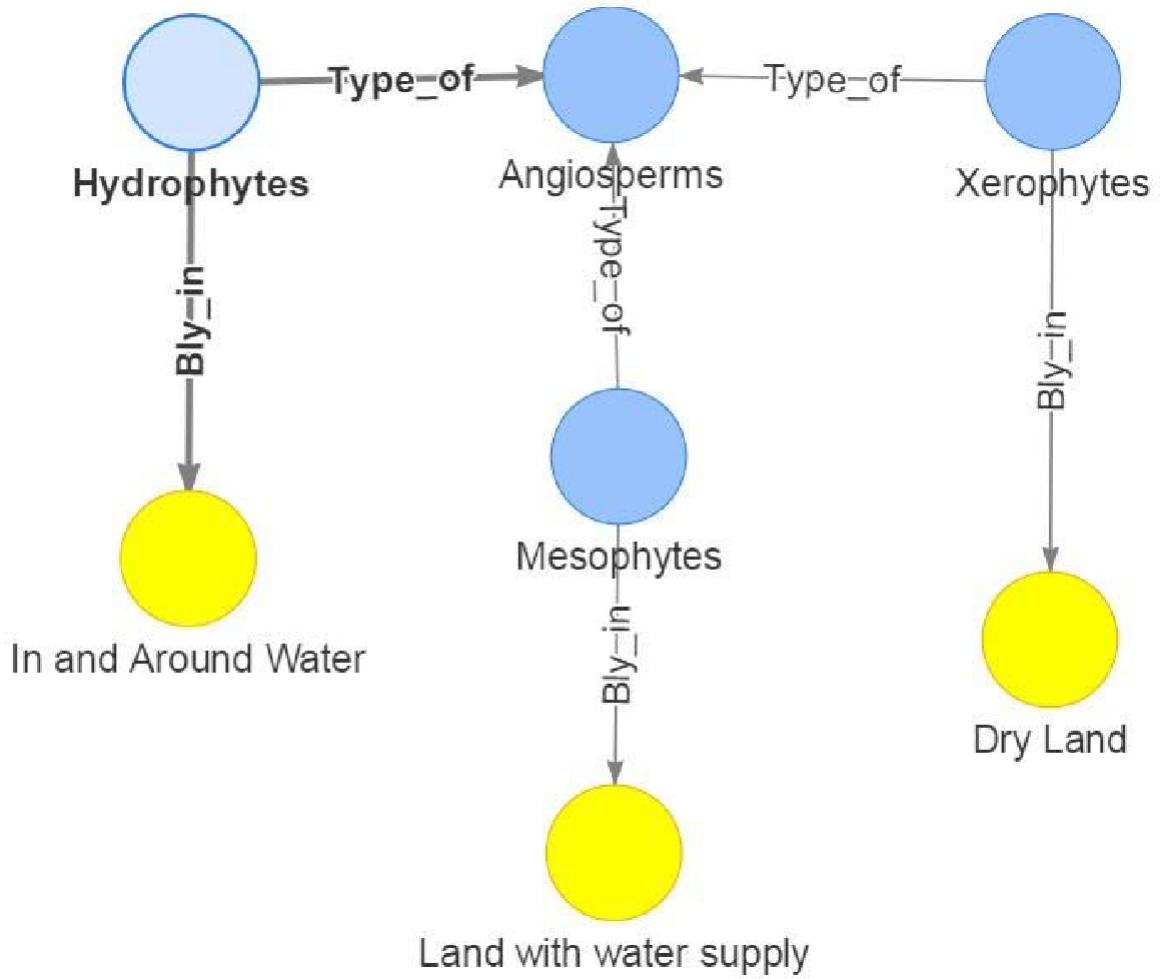 Type_of
Type_of
Hydrophytes
Angiosperms
Xerophytes
Type_of
Bly_in
Bly_in
Mesophytes
Bly_in
In and Around Water
Dry Land
Land with water supply